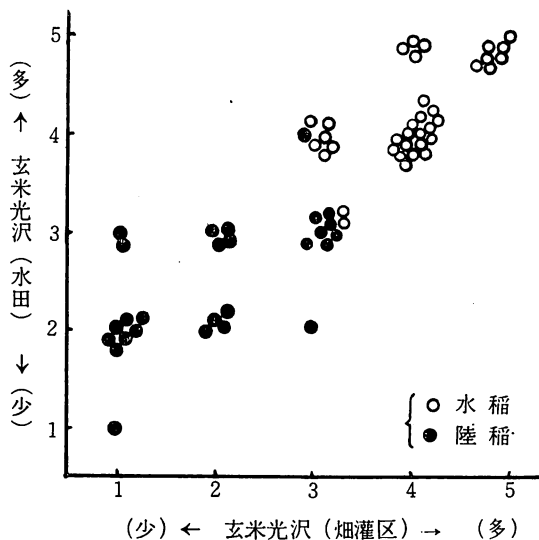 5
4
3
2
1
(少) ← 玄米光沢(水田) → (多)
水稲
陸稲
1 2 3 4 5
(少) ← 玄米光沢(畑灌区) → (多)